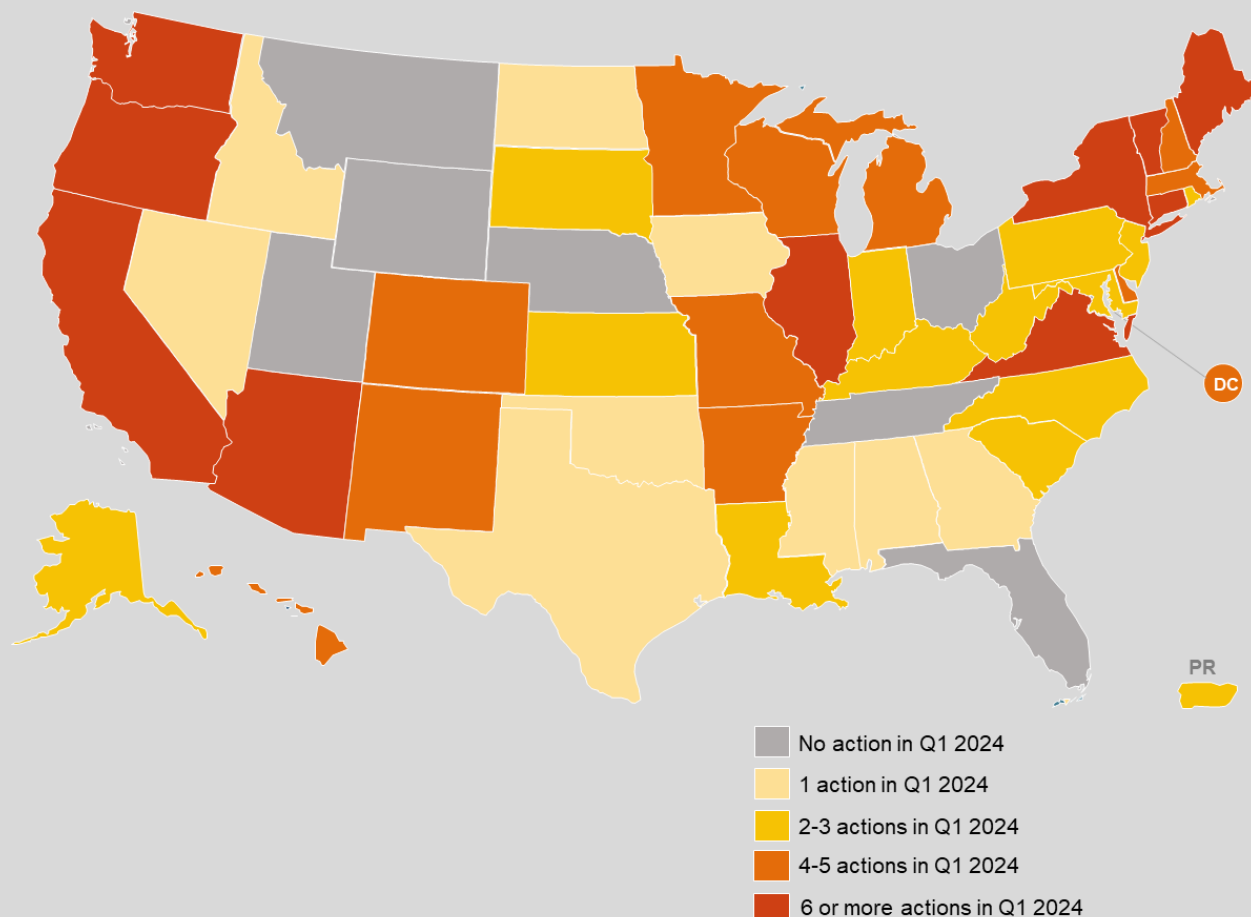 DC
PR
No action in Q1 2024
1 action in Q1 2024
2-3 actions in Q1 2024
4-5 actions in Q1 2024
6 or more actions in Q1 2024